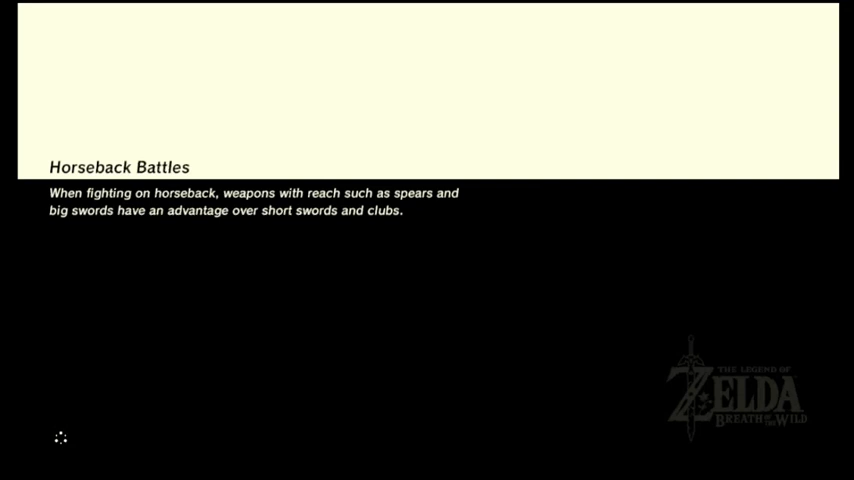 Horseback Battles
When fighting on horseback, weapons with reach such as spears and
big swords have an advantage over short swords and clubs.
THE LEGEND OF
ZELDA
BREATH OF THE WILD